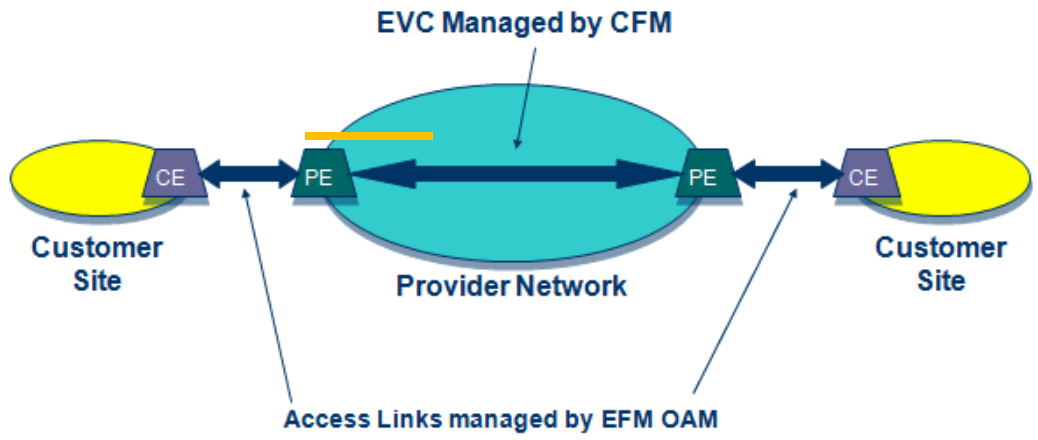 EVC Managed by CFM
CE
PE
PE
CE
Customer
Site
Provider Network
Customer
Site
Access Links managed by EFM OAM